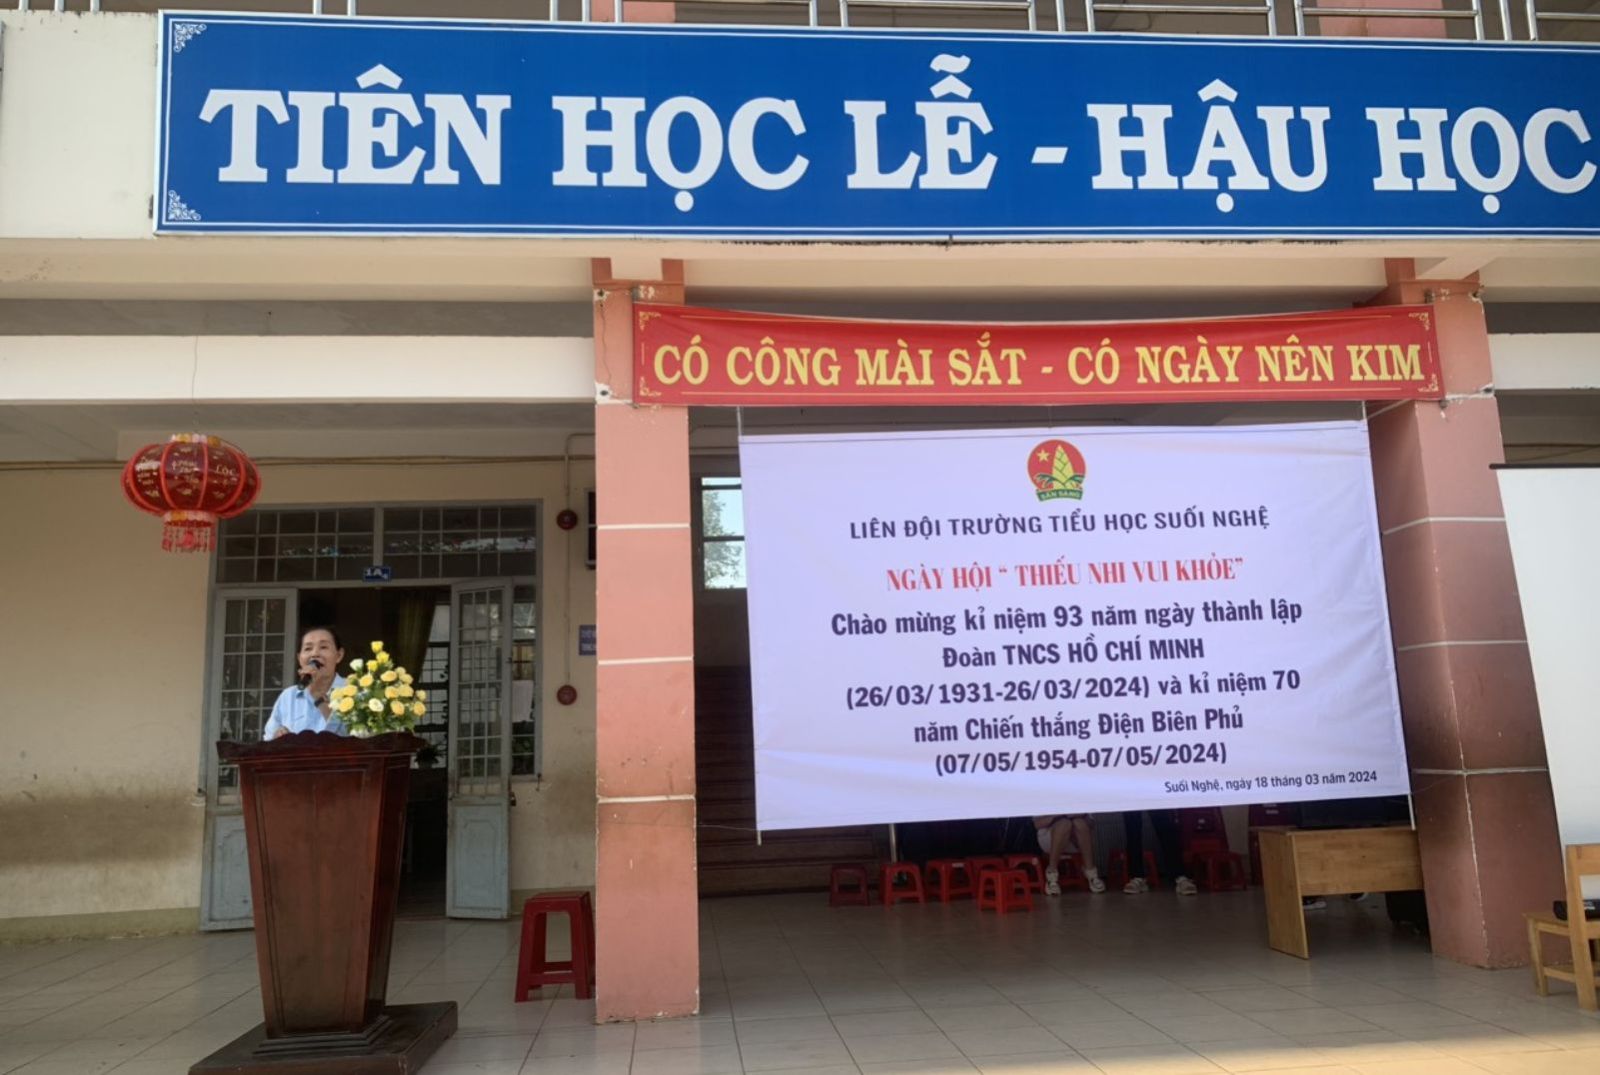 TIÊN HỌC LỄ - HẬU HỌC
CÓ CÔNG MÀI SẮT - CÓ NGÀY NÊN KIM
SẴN SÀNG
LIÊN ĐỘI TRƯỜNG TIỂU HỌC SUỐI NGHỆ
NGÀY HỘI “ THIẾU NHI VUI KHỎE”
Chào mừng kỉ niệm 93 năm ngày thành lập
Đoàn TNCS HỒ CHÍ MINH
(26/03/1931-26/03/2024) và kỉ niệm 70
năm Chiến thắng Điện Biên Phủ
(07/05/1954-07/05/2024)
Suối Nghệ, ngày 18 tháng 03 năm 2024
LỘC